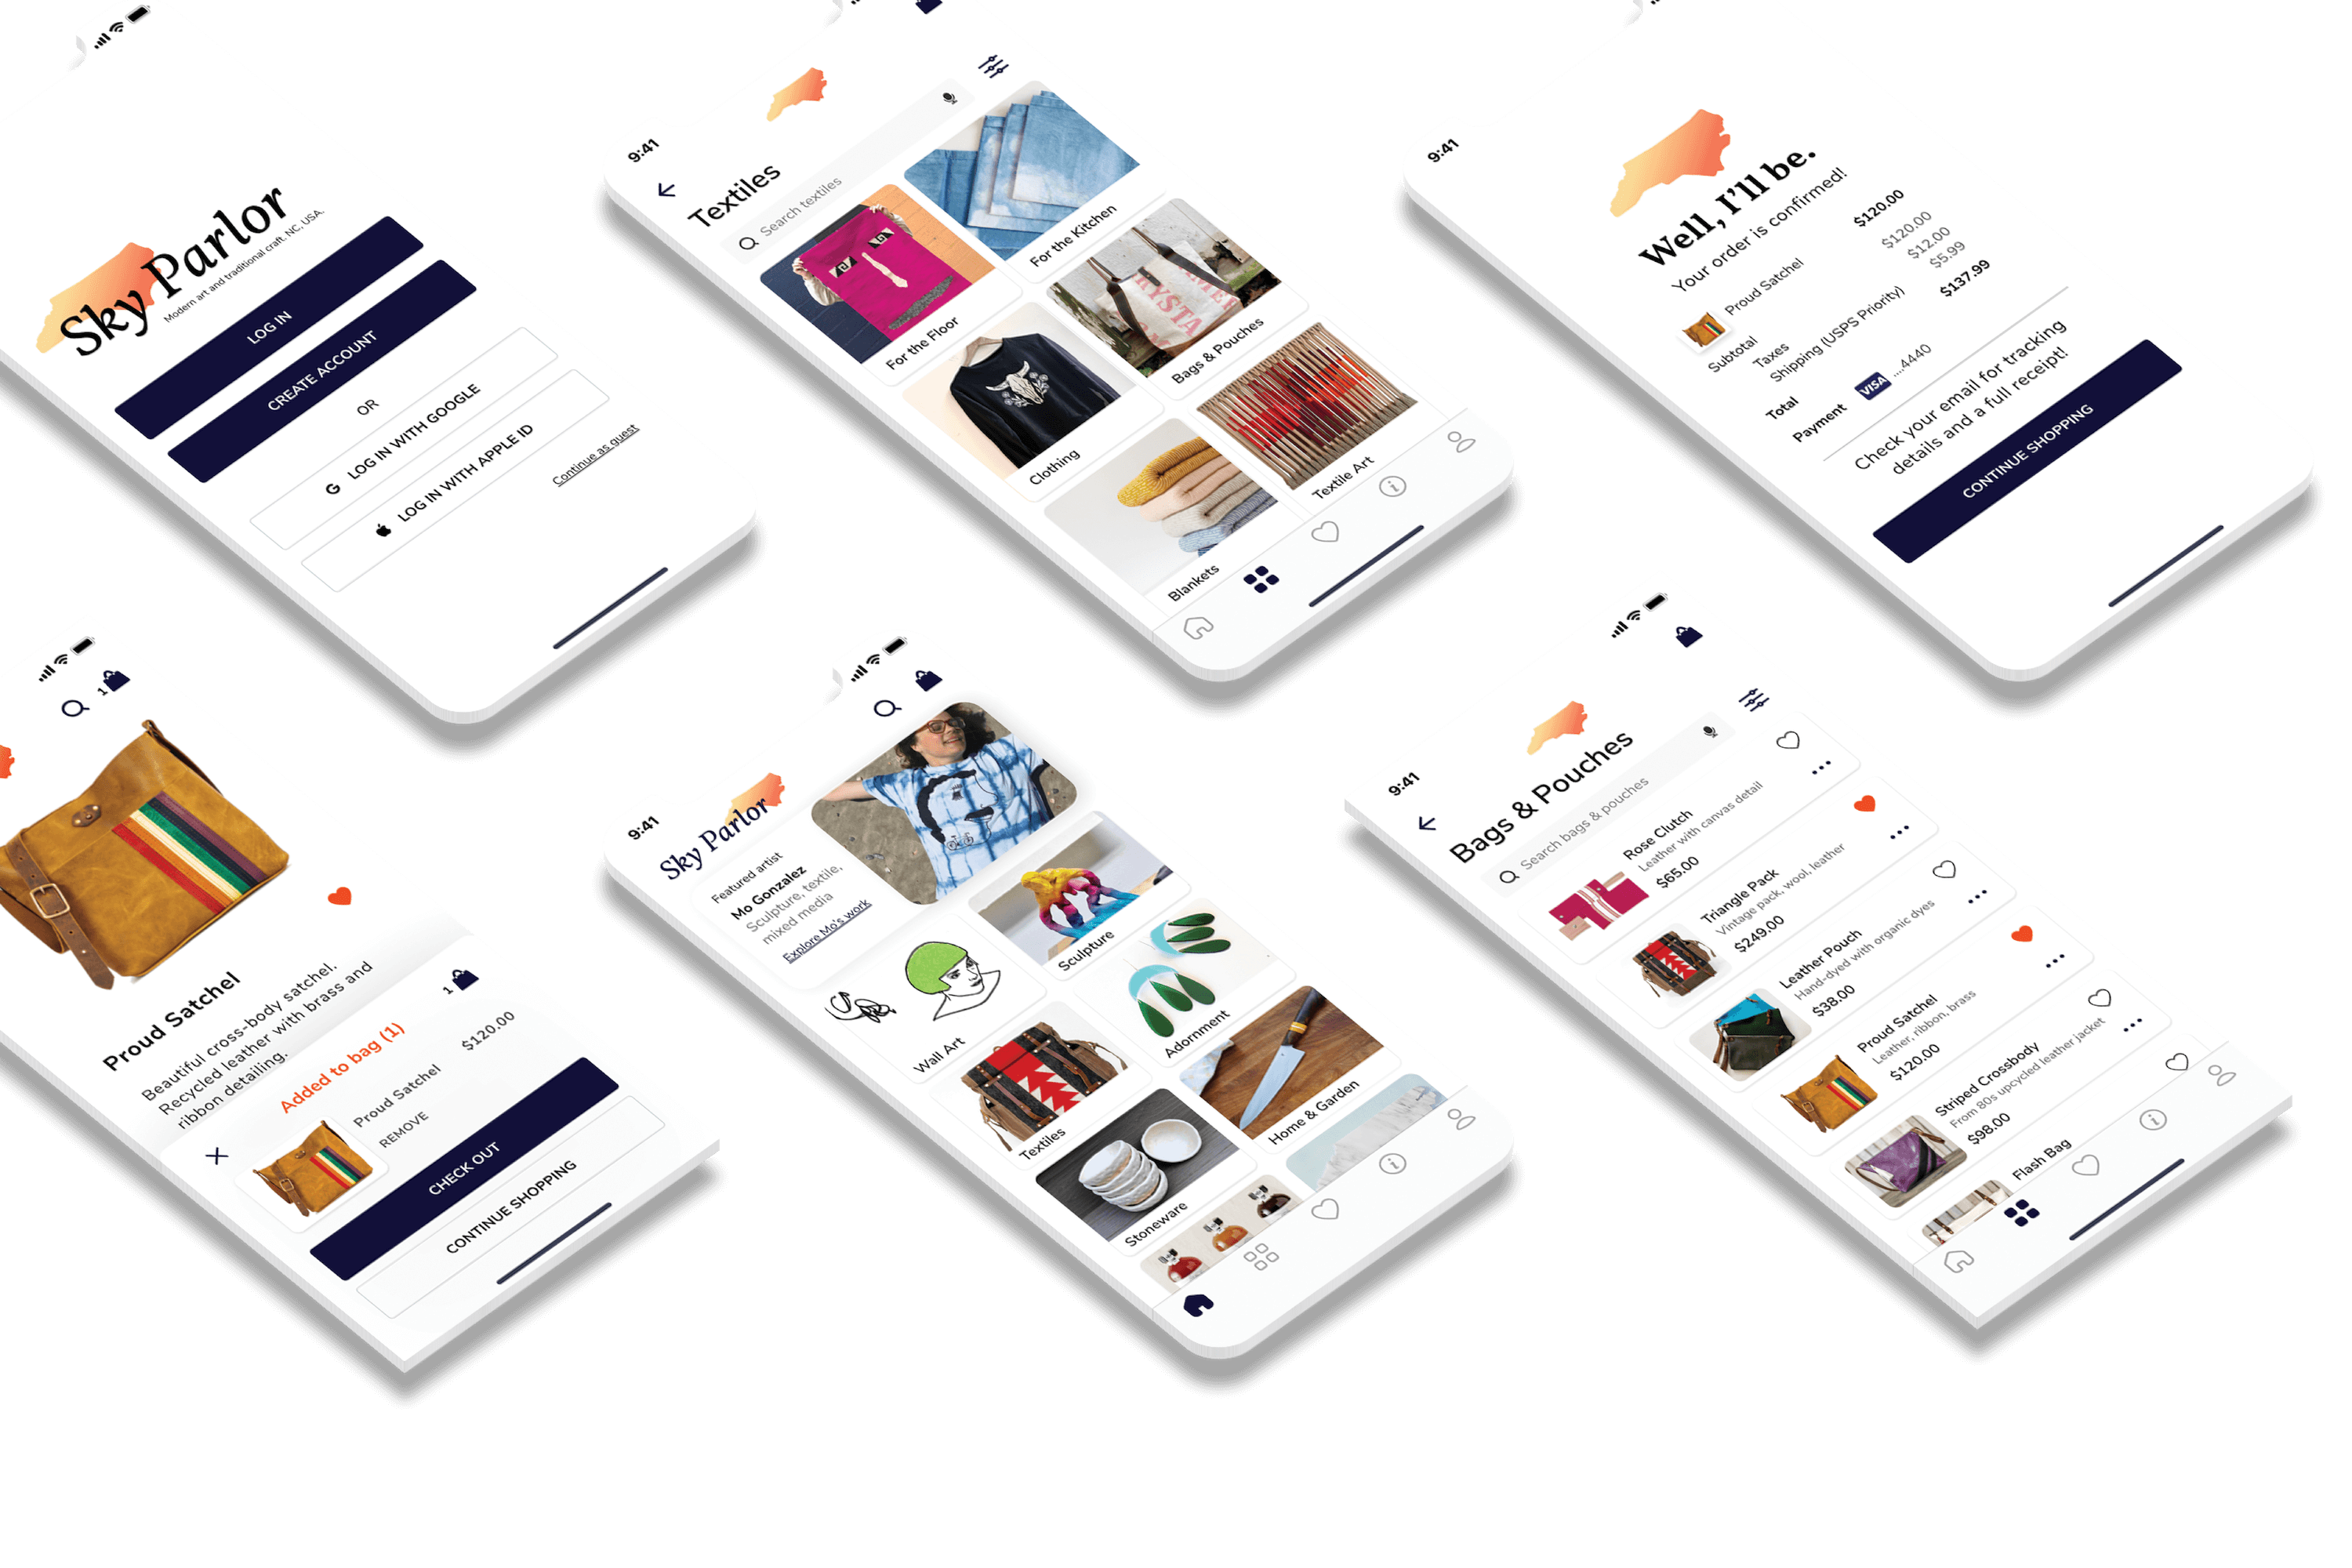 Sky Parlor
Modern art and traditional craft. NC, USA.
LOG IN
CREATE ACCOUNT
OR
G LOG IN WITH GOOGLE
LOG IN WITH APPLE ID
Continue as guest
9:41
Textiles
Search textiles
For the Floor
For the Kitchen
Clothing
Bags & Pouches
Blankets
Textile Art
9:41
Well, I'll be.
Your order is confirmed!
Proud Satchel $120.00
Subtotal $120.00
Taxes $12.00
Shipping (USPS Priority) $5.99
Total $137.99
Payment VISA ....4440
Check your email for tracking
details and a full receipt!
CONTINUE SHOPPING
1
Proud Satchel
Beautiful cross-body satchel.
Recycled leather with brass and
ribbon detailing.
1
Added to bag (1)
Proud Satchel $120.00
REMOVE
CHECK OUT
CONTINUE SHOPPING
9:41
Sky Parlor
Featured artist
Mo Gonzalez
Sculpture, textile,
mixed media
Explore Mo's work
Wall Art
Sculpture
Textiles
Adornment
Stoneware
Home & Garden
9:41
Bags & Pouches
Search bags & pouches
Rose Clutch
Leather with canvas detail
$65.00
Triangle Pack
Vintage pack, wool, leather
$249.00
Leather Pouch
Hand-dyed with organic dyes
$38.00
Proud Satchel
Leather, ribbon, brass
$120.00
Striped Crossbody
From 80s upcycled leather jacket
$98.00
Flash Bag